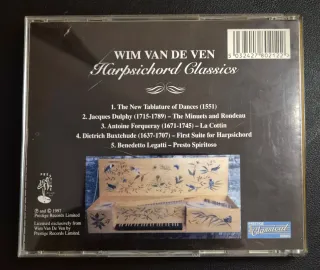 WIM VAN DE VEN
Harpsichord Classics
1. The New Tablature of Dances (1551)
2. Jacques Dulphy (1715-1789) – The Minuets and Rondeau
3. Antoine Forqueray (1671-1745) – La Cottin
4. Dietrich Buxtehude (1637-1707) – First Suite for Harpsichord
5. Benedetto Legatti – Presto Spiritoso
℗ and © 1995
Prestige Records Limited
Licensed exclusively from
Wim Van De Ven by
Prestige Records Limited.
Classical